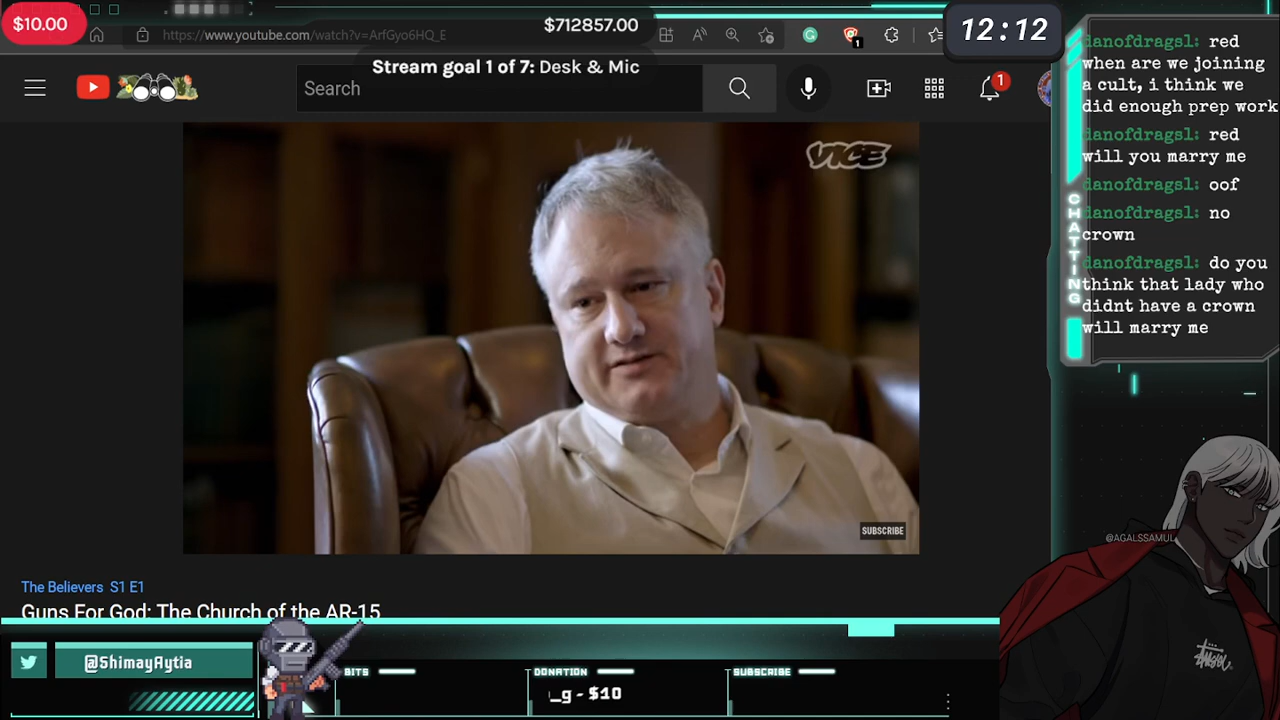 $10.00
$712857.00
12:12
https://www.youtube.com/watch?v=ArfGyo6HQ_E
1
Stream goal 1 of 7: Desk & Mic
Search
1
VICE
SUBSCRIBE
The Believers S1 E1
Guns For God: The Church of the AR-15
@ShimayAytia
BITS
DONATION
_g - $10
SUBSCRIBE
CHATTING
danofdragsl: red
when are we joining
a cult, i think we
did enough prep work
danofdragsl: red
will you marry me
danofdragsl: oof
danofdragsl: no
crown
danofdragsl: do you
think that lady who
didnt have a crown
will marry me
@AGALSSAMUL